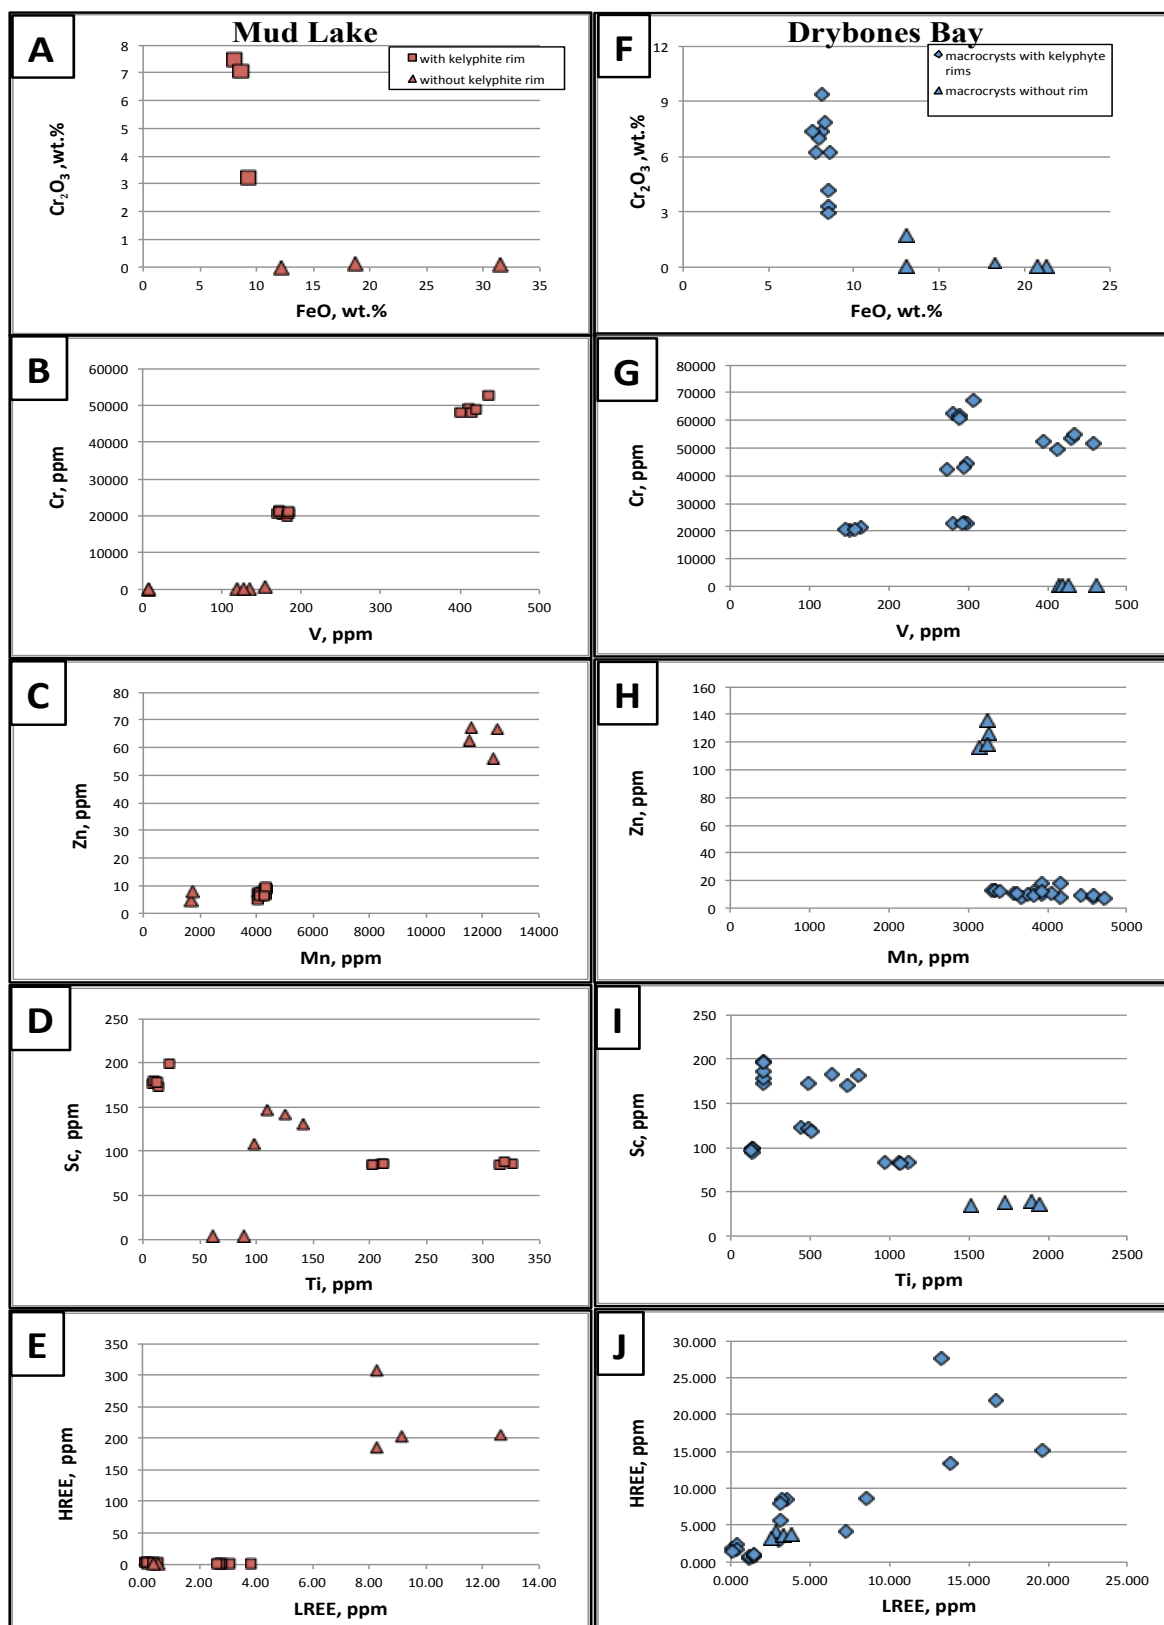 Mud Lake
A
with kelyphite rim
without kelyphite rim
8
7
6
5
4
3
2
1
0
Cr₂O₃ ,wt.%
0 5 10 15 20 25 30 35
FeO, wt.%
B
60000
50000
40000
30000
20000
10000
0
Cr, ppm
0 100 200 300 400 500
V, ppm
C
80
70
60
50
40
30
20
10
0
Zn, ppm
0 2000 4000 6000 8000 10000 12000 14000
Mn, ppm
D
250
200
150
100
50
0
Sc, ppm
0 50 100 150 200 250 300 350
Ti, ppm
E
350
300
250
200
150
100
50
0
HREE, ppm
0.00 2.00 4.00 6.00 8.00 10.00 12.00 14.00
LREE, ppm
Drybones Bay
F
macrocrysts with kelyphyte
rims
macrocrysts without rim
12
9
6
3
0
Cr₂O₃ ,wt.%
0 5 10 15 20 25
FeO, wt.%
G
80000
70000
60000
50000
40000
30000
20000
10000
0
Cr, ppm
0 100 200 300 400 500
V, ppm
H
160
140
120
100
80
60
40
20
0
Zn, ppm
0 1000 2000 3000 4000 5000
Mn, ppm
I
250
200
150
100
50
0
Sc, ppm
0 500 1000 1500 2000 2500
Ti, ppm
J
30.000
25.000
20.000
15.000
10.000
5.000
0.000
HREE, ppm
0.000 5.000 10.000 15.000 20.000 25.000
LREE, ppm